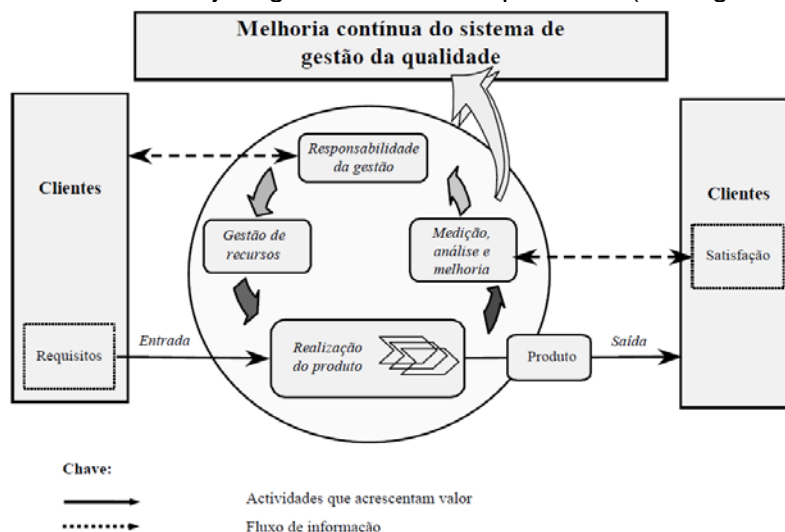 Melhoria contínua do sistema de
gestão da qualidade
Clientes
Requisitos
Entrada
Responsabilidade
da gestão
Gestão de
recursos
Medição,
análise e
melhoria
Realização
do produto
Produto
Saída
Clientes
Satisfação
Chave:
Actividades que acrescentam valor
Fluxo de informação